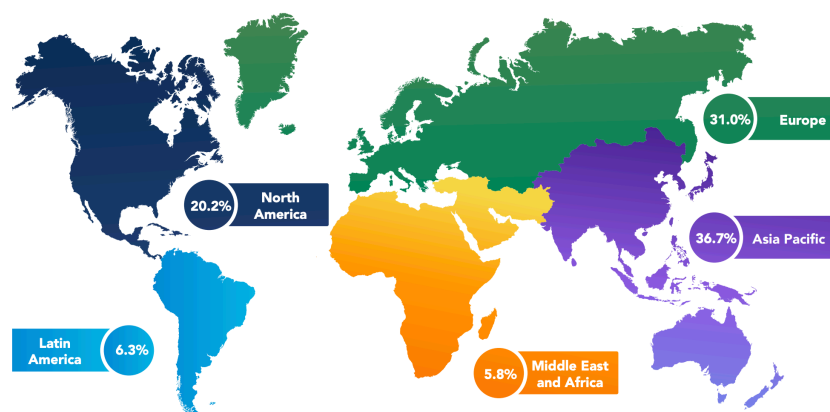 31.0%
Europe
20.2%
North
America
36.7%
Asia Pacific
Latin
America
6.3%
5.8%
Middle East
and Africa